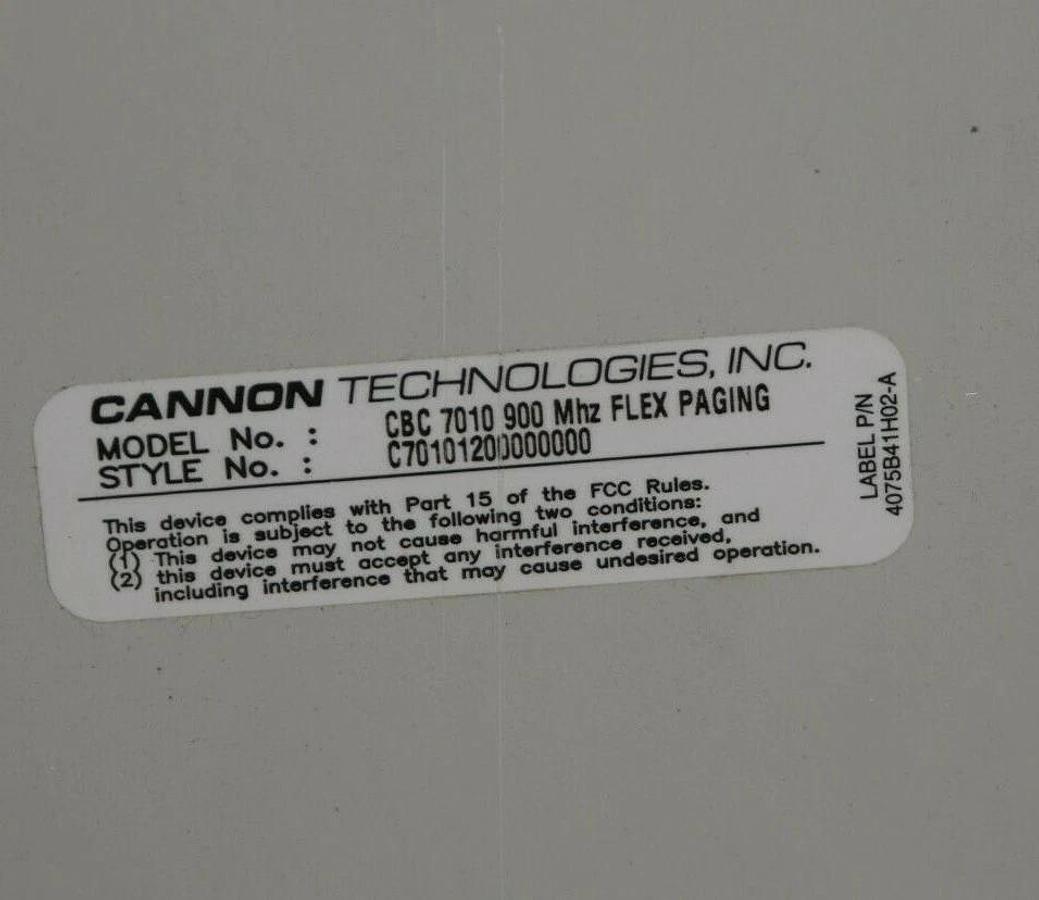 CANNON TECHNOLOGIES, INC.
MODEL No. : CBC 7010 900 Mhz FLEX PAGING
STYLE No. : C70101200000000
This device complies with Part 15 of the FCC Rules.
Operation is subject to the following two conditions:
(1) This device may not cause harmful interference, and
(2) this device must accept any interference received,
including interference that may cause undesired operation.
LABEL P/N
4075B41H02-A